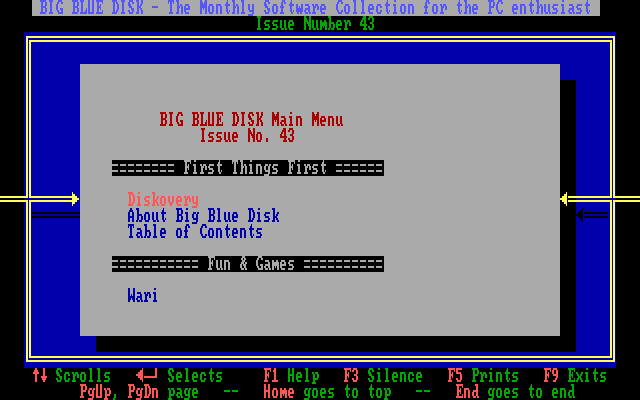 BIG BLUE DISK - The Monthly Software Collection for the PC enthusiast
Issue Number 43
BIG BLUE DISK Main Menu
Issue No. 43
======== First Things First ======
Diskovery
About Big Blue Disk
Table of Contents
=========== Fun & Games ==========
Wari
↑↓ Scrolls ◄─┘ Selects F1 Help F3 Silence F5 Prints F9 Exits
PgUp, PgDn page -- Home goes to top -- End goes to end